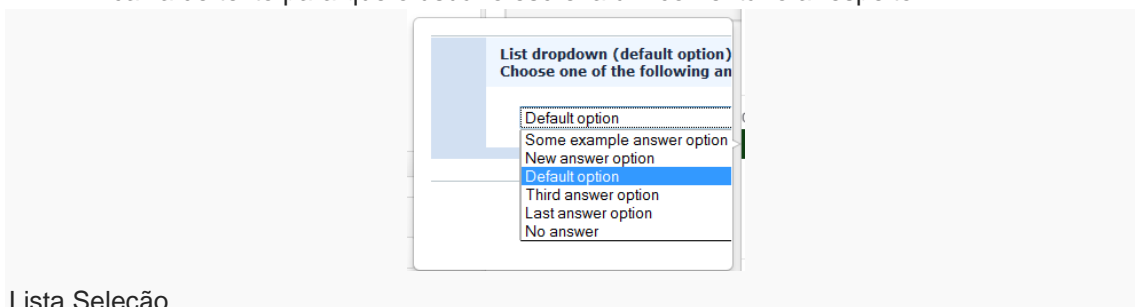 List dropdown (default option)
Choose one of the following an
Default option
Some example answer option
New answer option
Default option
Third answer option
Last answer option
No answer
Lista Seleção